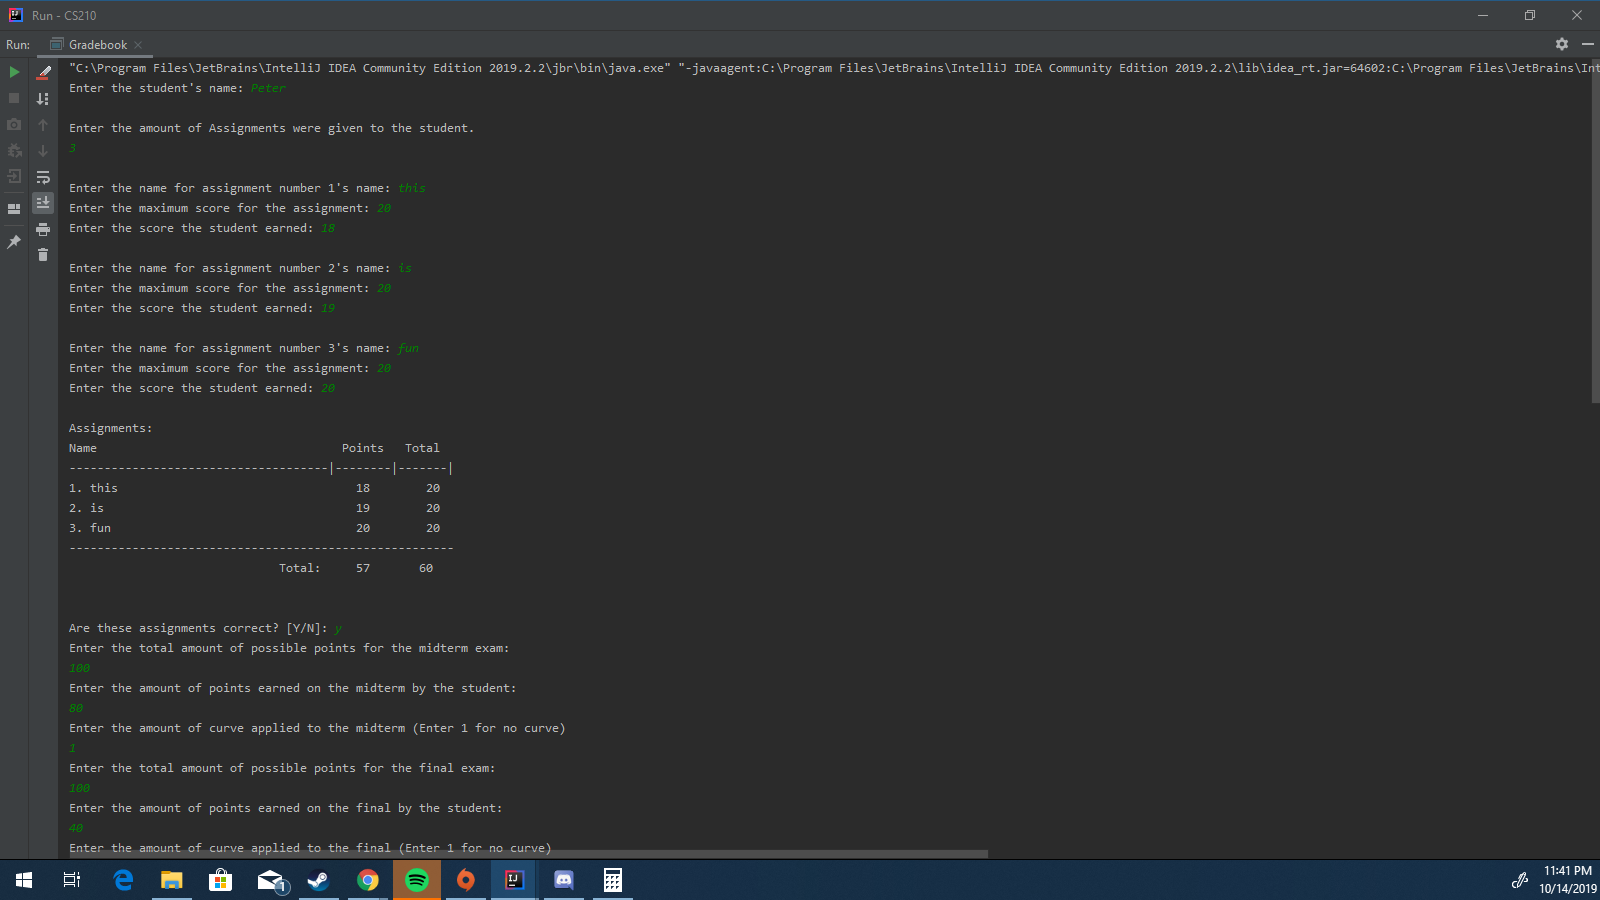 Run - CS210
Run: Gradebook
"C:\Program Files\JetBrains\IntelliJ IDEA Community Edition 2019.2.2\jbr\bin\java.exe" "-javaagent:C:\Program Files\JetBrains\IntelliJ IDEA Community Edition 2019.2.2\lib\idea_rt.jar=64602:C:\Program Files\JetBrains\Int
Enter the student's name: Peter
Enter the amount of Assignments were given to the student.
3
Enter the name for assignment number 1's name: this
Enter the maximum score for the assignment: 20
Enter the score the student earned: 18
Enter the name for assignment number 2's name: is
Enter the maximum score for the assignment: 20
Enter the score the student earned: 19
Enter the name for assignment number 3's name: fun
Enter the maximum score for the assignment: 20
Enter the score the student earned: 20
Assignments:
Name Points Total
-------------------------------------|--------|-------|
1. this 18 20
2. is 19 20
3. fun 20 20
-------------------------------------------------------
Total: 57 60
Are these assignments correct? [Y/N]: y
Enter the total amount of possible points for the midterm exam:
100
Enter the amount of points earned on the midterm by the student:
80
Enter the amount of curve applied to the midterm (Enter 1 for no curve)
1
Enter the total amount of possible points for the final exam:
100
Enter the amount of points earned on the final by the student:
40
Enter the amount of curve applied to the final (Enter 1 for no curve)
1
IJ
11:41 PM
10/14/2019